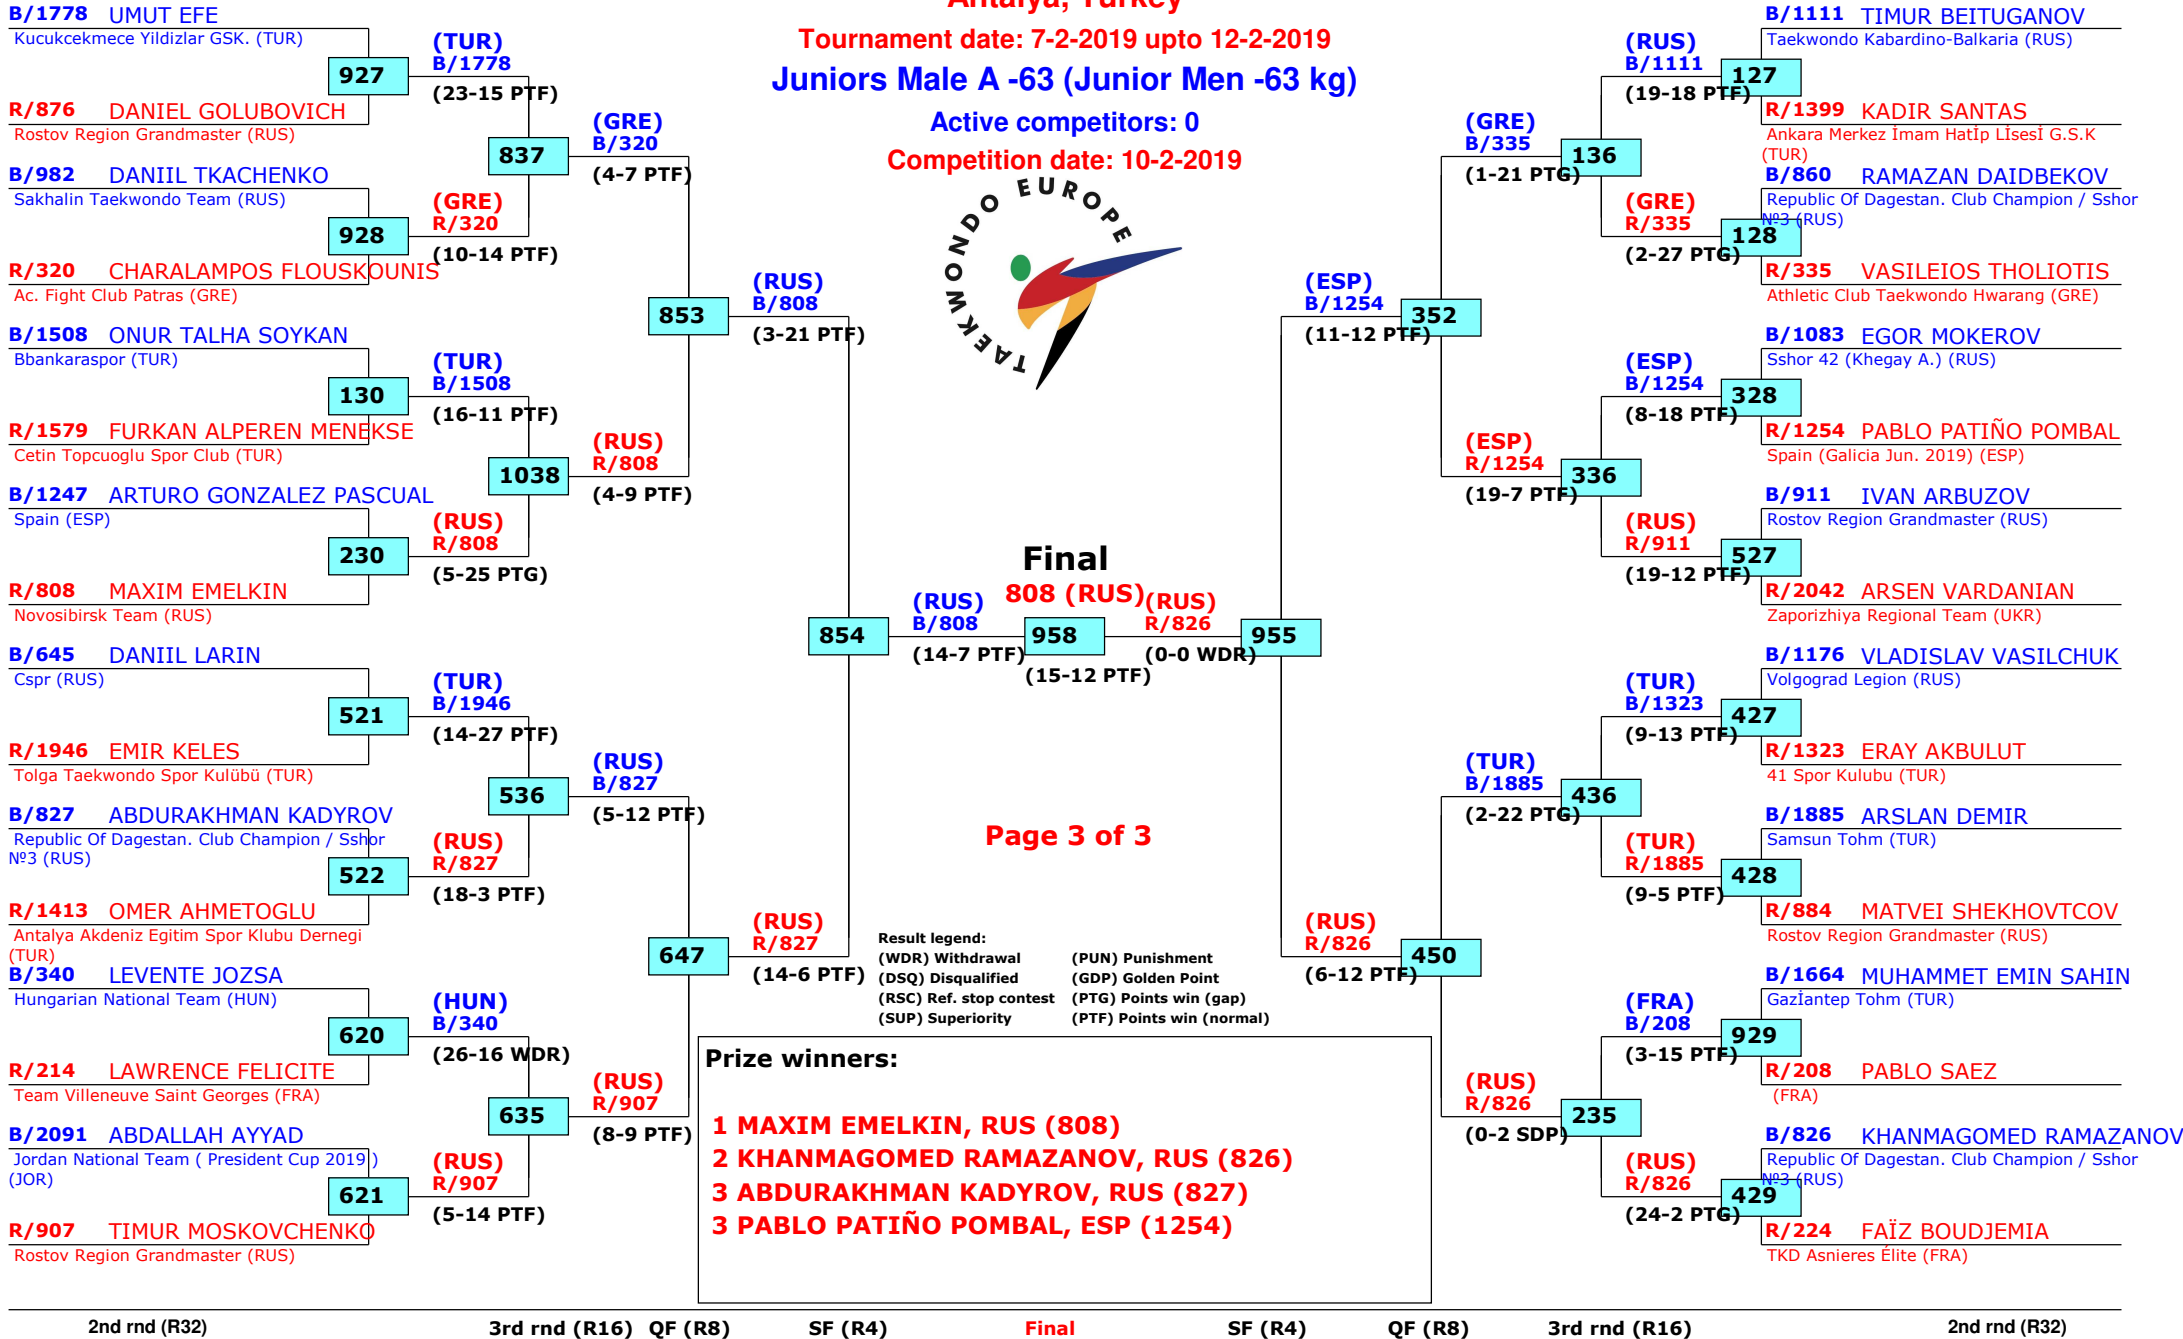 Antalya, Turkey
Tournament date: 7-2-2019 upto 12-2-2019
Juniors Male A -63 (Junior Men -63 kg)
Active competitors: 0
Competition date: 10-2-2019
TAEKWONDO EUROPE
B/1778 UMUT EFE
Kucukcekmece Yildizlar GSK. (TUR)
927
R/876 DANIEL GOLUBOVICH
Rostov Region Grandmaster (RUS)
B/982 DANIIL TKACHENKO
Sakhalin Taekwondo Team (RUS)
928
R/320 CHARALAMPOS FLOUSKOUNIS
Ac. Fight Club Patras (GRE)
B/1508 ONUR TALHA SOYKAN
Bbankaraspor (TUR)
130
R/1579 FURKAN ALPEREN MENEKSE
Cetin Topcuoglu Spor Club (TUR)
B/1247 ARTURO GONZALEZ PASCUAL
Spain (ESP)
230
R/808 MAXIM EMELKIN
Novosibirsk Team (RUS)
B/645 DANIIL LARIN
Cspr (RUS)
521
R/1946 EMIR KELES
Tolga Taekwondo Spor Kulübü (TUR)
B/827 ABDURAKHMAN KADYROV
Republic Of Dagestan. Club Champion / Sshor
№3 (RUS)
522
R/1413 OMER AHMETOGLU
Antalya Akdeniz Egitim Spor Klubu Dernegi
(TUR)
B/340 LEVENTE JOZSA
Hungarian National Team (HUN)
620
R/214 LAWRENCE FELICITE
Team Villeneuve Saint Georges (FRA)
B/2091 ABDALLAH AYYAD
Jordan National Team ( President Cup 2019 )
(JOR)
621
R/907 TIMUR MOSKOVCHENKO
Rostov Region Grandmaster (RUS)
(TUR)
B/1778
(23-15 PTF)
837
(GRE)
R/320
(10-14 PTF)
(TUR)
B/1508
(16-11 PTF)
1038
(RUS)
R/808
(5-25 PTG)
(TUR)
B/1946
(14-27 PTF)
536
(RUS)
R/827
(18-3 PTF)
(HUN)
B/340
(26-16 WDR)
635
(RUS)
R/907
(5-14 PTF)
(GRE)
B/320
(4-7 PTF)
853
(RUS)
R/808
(4-9 PTF)
(RUS)
B/827
(5-12 PTF)
647
(RUS)
R/907
(8-9 PTF)
(RUS)
B/808
(3-21 PTF)
854
(RUS)
R/827
(14-6 PTF)
Final
808 (RUS)
(RUS)
B/808
(14-7 PTF)
958
(15-12 PTF)
(RUS)
R/826
(0-0 WDR)
955
(ESP)
B/1254
(11-12 PTF)
352
(RUS)
R/826
(6-12 PTF)
450
(GRE)
B/335
(1-21 PTG)
136
(ESP)
R/1254
(19-7 PTF)
336
(TUR)
B/1885
(2-22 PTG)
436
(RUS)
R/826
(0-2 SDP)
235
(RUS)
B/1111
(19-18 PTF)
(GRE)
R/335
(2-27 PTG)
(ESP)
B/1254
(8-18 PTF)
(RUS)
R/911
(19-12 PTF)
(TUR)
B/1323
(9-13 PTF)
(TUR)
R/1885
(9-5 PTF)
(FRA)
B/208
(3-15 PTF)
(RUS)
R/826
(24-2 PTG)
B/1111 TIMUR BEITUGANOV
Taekwondo Kabardino-Balkaria (RUS)
127
R/1399 KADIR SANTAS
Ankara Merkez İmam Hatİp Lİsesİ G.S.K
(TUR)
B/860 RAMAZAN DAIDBEKOV
Republic Of Dagestan. Club Champion / Sshor
№3 (RUS)
128
R/335 VASILEIOS THOLIOTIS
Athletic Club Taekwondo Hwarang (GRE)
B/1083 EGOR MOKEROV
Sshor 42 (Khegay A.) (RUS)
328
R/1254 PABLO PATIÑO POMBAL
Spain (Galicia Jun. 2019) (ESP)
B/911 IVAN ARBUZOV
Rostov Region Grandmaster (RUS)
527
R/2042 ARSEN VARDANIAN
Zaporizhiya Regional Team (UKR)
B/1176 VLADISLAV VASILCHUK
Volgograd Legion (RUS)
427
R/1323 ERAY AKBULUT
41 Spor Kulubu (TUR)
B/1885 ARSLAN DEMIR
Samsun Tohm (TUR)
428
R/884 MATVEI SHEKHOVTCOV
Rostov Region Grandmaster (RUS)
B/1664 MUHAMMET EMIN SAHIN
Gazİantep Tohm (TUR)
929
R/208 PABLO SAEZ
(FRA)
B/826 KHANMAGOMED RAMAZANOV
Republic Of Dagestan. Club Champion / Sshor
№3 (RUS)
429
R/224 FAÏZ BOUDJEMIA
TKD Asnieres Élite (FRA)
Page 3 of 3
Result legend:
(WDR) Withdrawal (PUN) Punishment
(DSQ) Disqualified (GDP) Golden Point
(RSC) Ref. stop contest (PTG) Points win (gap)
(SUP) Superiority (PTF) Points win (normal)
Prize winners:
1 MAXIM EMELKIN, RUS (808)
2 KHANMAGOMED RAMAZANOV, RUS (826)
3 ABDURAKHMAN KADYROV, RUS (827)
3 PABLO PATIÑO POMBAL, ESP (1254)
2nd rnd (R32) 3rd rnd (R16) QF (R8) SF (R4) Final SF (R4) QF (R8) 3rd rnd (R16) 2nd rnd (R32)